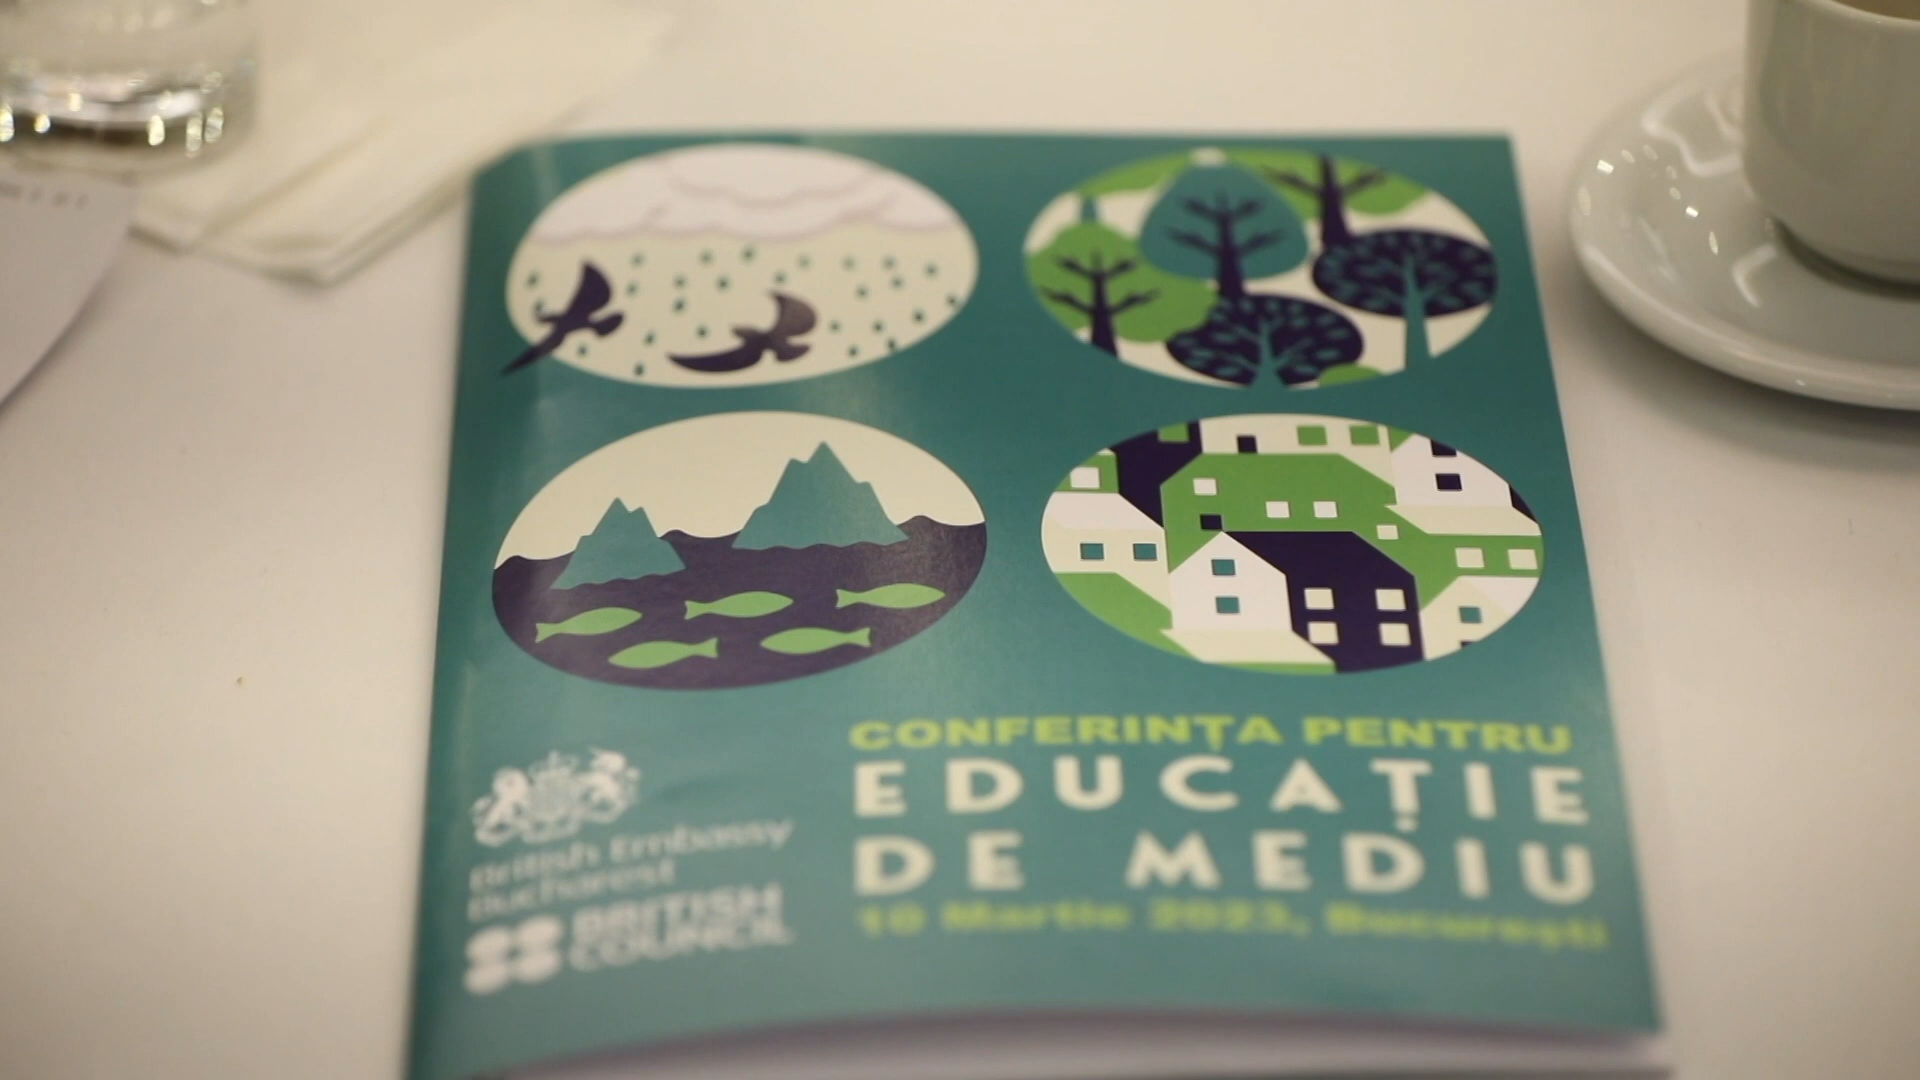 CONFERINȚA PENTRU
EDUCAȚIE
DE MEDIU
10 Martie 2023, București
British Embassy
Bucharest
BRITISH
COUNCIL